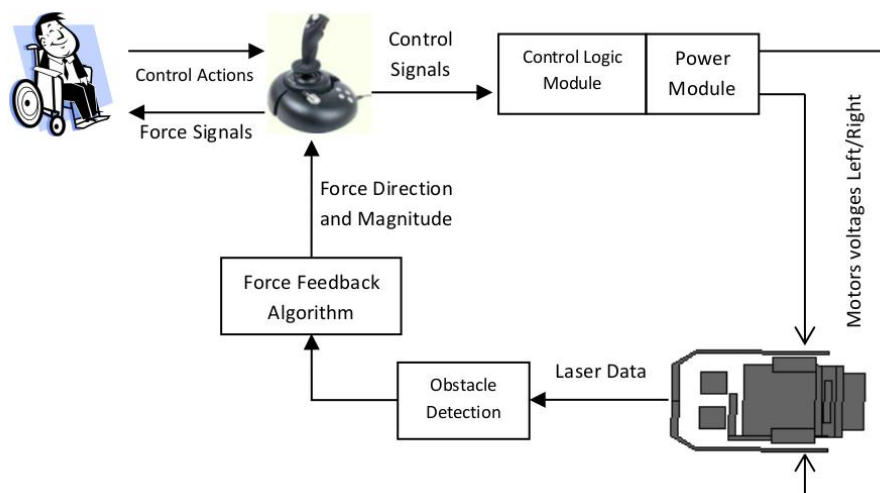 Control Actions
Force Signals
Control
Signals
Control Logic
Module
Power
Module
Motors voltages Left/Right
Force Direction
and Magnitude
Force Feedback
Algorithm
Laser Data
Obstacle
Detection